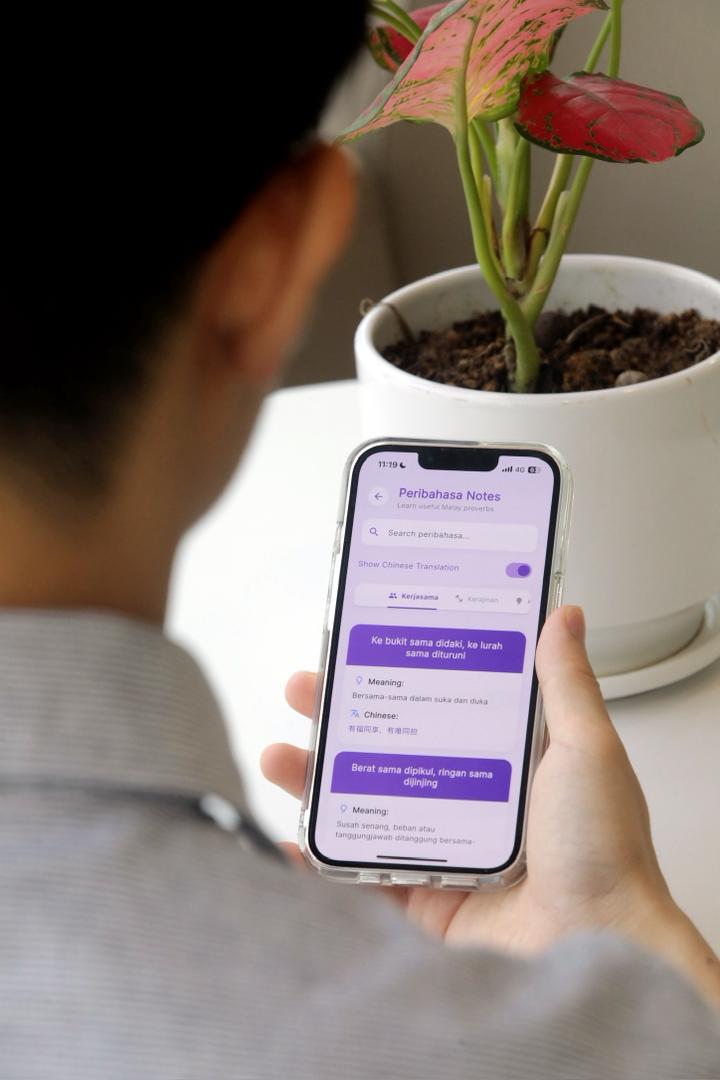 11:19
4G
Peribahasa Notes
Learn useful Malay proverbs
Search peribahasa...
Show Chinese Translation
Kerjasama
Kerajinan
Ke bukit sama didaki, ke lurah
sama dituruni
Meaning:
Bersama-sama dalam suka dan duka
Chinese:
有福同享、有难同担
Berat sama dipikul, ringan sama
dijinjing
Meaning:
Susah senang, beban atau
tanggungjawab ditanggung bersama-